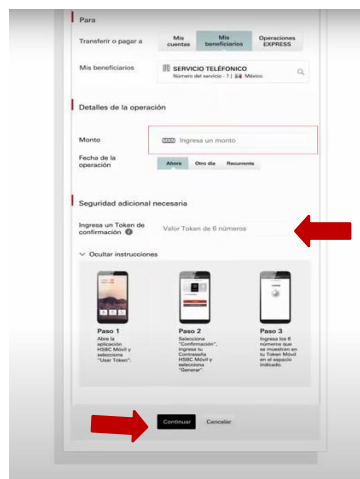 Para
Transferir o pagar a
Mis cuentas
Mis beneficiarios
Operaciones EXPRESS
Mis beneficiarios
SERVICIO TELÉFONICO
Número del servicio - 1 | México
Detalles de la operación
Monto
MXN Ingresa un monto
Fecha de la operación
Ahora Otro día Recurrente
Seguridad adicional necesaria
Ingresa un Token de
confirmación
Valor Token de 6 números
Ocultar instrucciones
Paso 1
Abre la
aplicación
HSBC Móvil y
selecciona
"User Token".
Paso 2
Selecciona
"Confirmación",
ingresa tu
Contraseña
HSBC Móvil y
selecciona
"Generar".
Paso 3
Ingresa los 6
números que
se muestran en
tu Token Móvil
en el espacio
indicado.
Continuar Cancelar